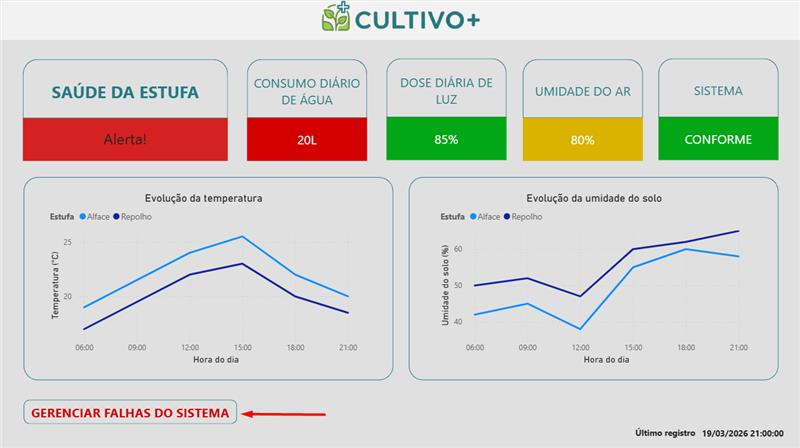 CULTIVO+
SAÚDE DA ESTUFA
Alerta!
CONSUMO DIÁRIO
DE ÁGUA
20L
DOSE DIÁRIA DE
LUZ
85%
UMIDADE DO AR
80%
SISTEMA
CONFORME
Evolução da temperatura
Estufa Alface Repolho
Temperatura (°C)
25
20
06:00 09:00 12:00 15:00 18:00 21:00
Hora do dia
Evolução da umidade do solo
Estufa Alface Repolho
Umidade do solo (%)
60
50
40
06:00 09:00 12:00 15:00 18:00 21:00
Hora do dia
GERENCIAR FALHAS DO SISTEMA
Último registro 19/03/2026 21:00:00